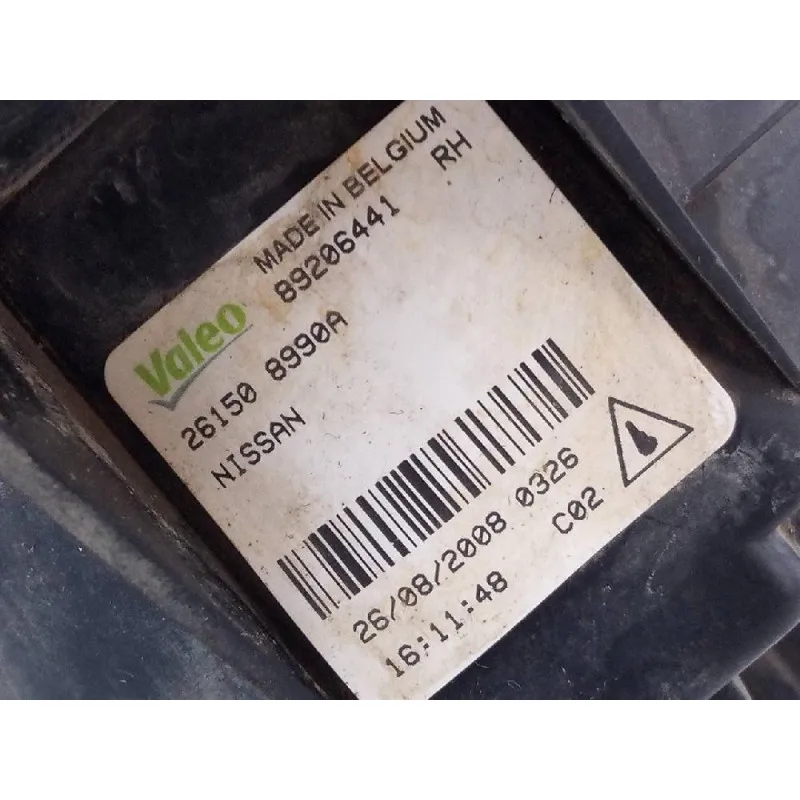 Valeo
MADE IN BELGIUM
89206441 RH
26150 8990A
NISSAN
26/08/2008 0326
16:11:48 C02